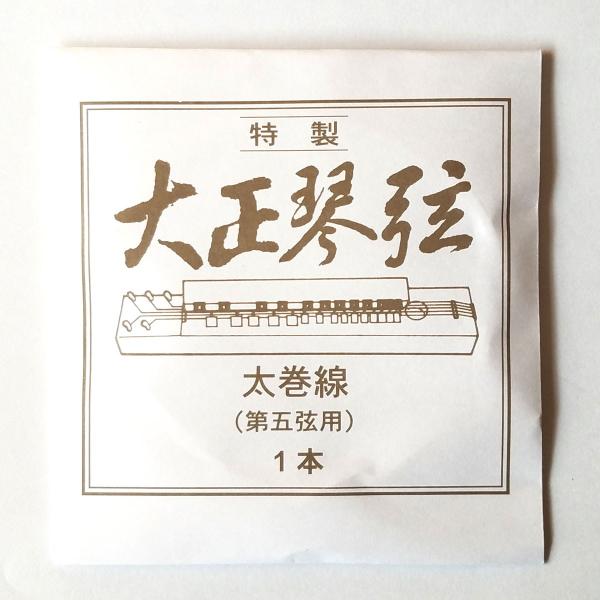 特製
大正琴弦
太巻線
(第五弦用)
1本